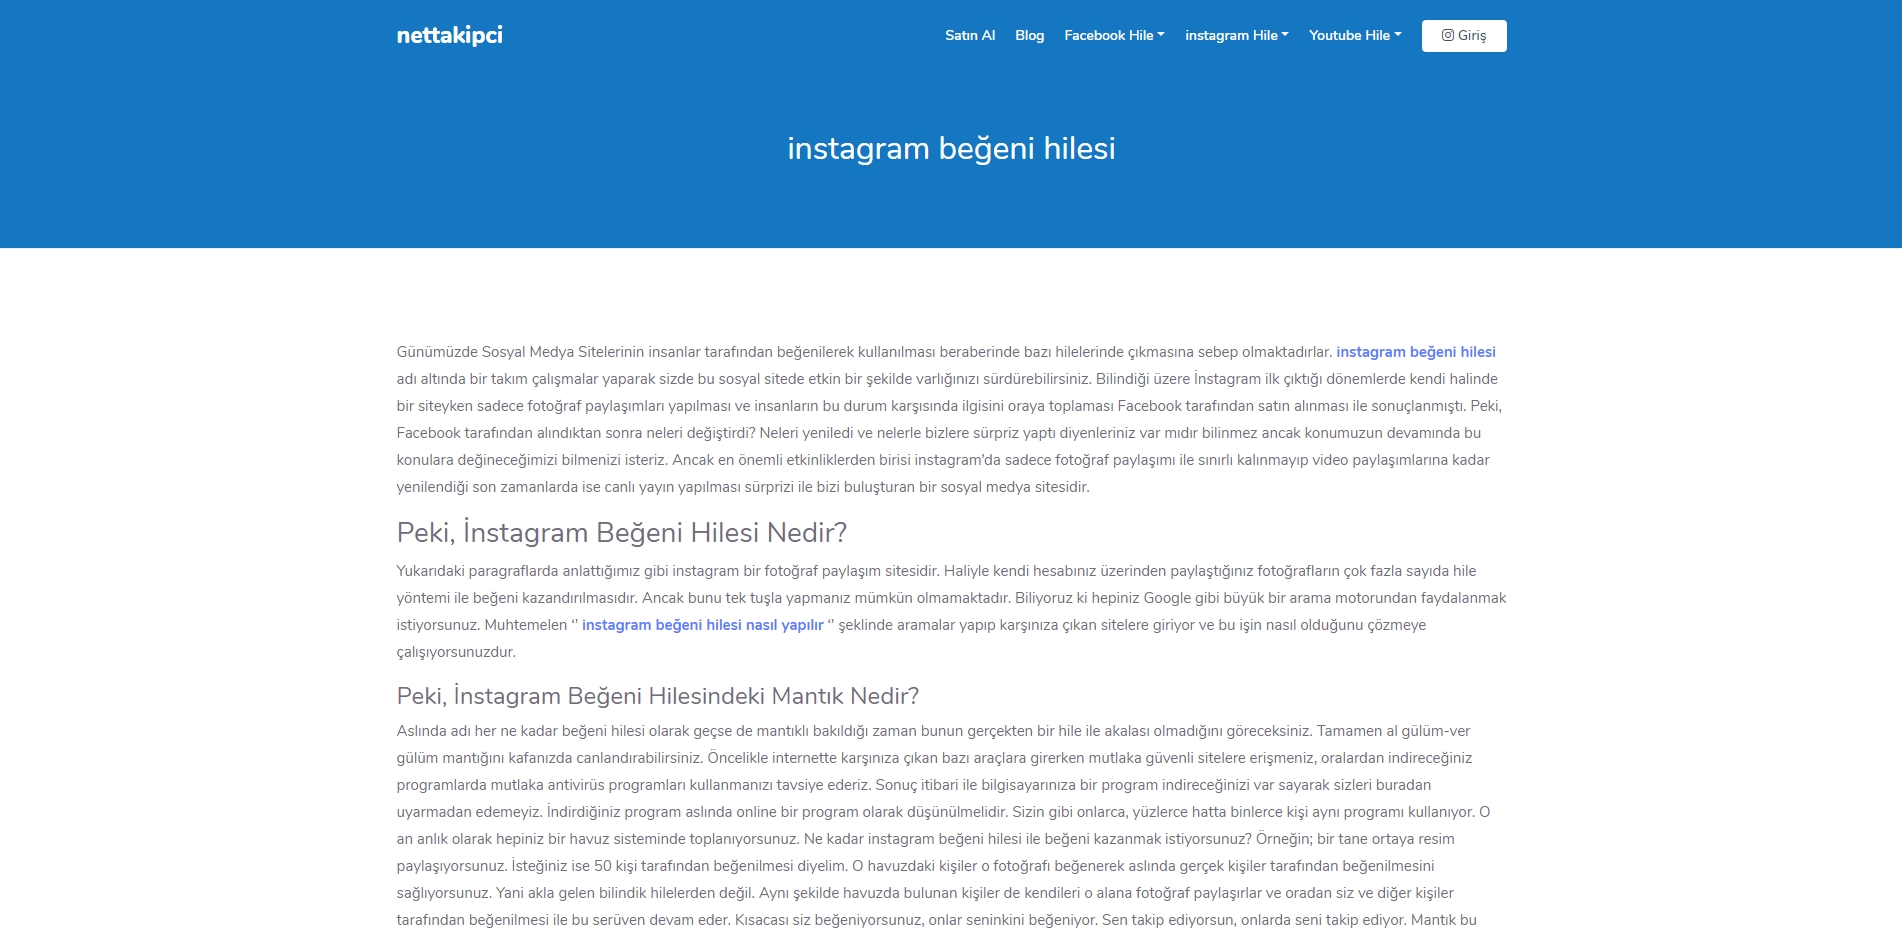 nettakipci
Satın Al Blog Facebook Hile instagram Hile Youtube Hile Giriş
instagram beğeni hilesi
Günümüzde Sosyal Medya Sitelerinin insanlar tarafından beğenilerek kullanılması beraberinde bazı hilelerinde çıkmasına sebep olmaktadırlar. instagram beğeni hilesi
adı altında bir takım çalışmalar yaparak sizde bu sosyal sitede etkin bir şekilde varlığınızı sürdürebilirsiniz. Bilindiği üzere İnstagram ilk çıktığı dönemlerde kendi halinde
bir siteyken sadece fotoğraf paylaşımları yapılması ve insanların bu durum karşısında ilgisini oraya toplaması Facebook tarafından satın alınması ile sonuçlanmıştı. Peki,
Facebook tarafından alındıktan sonra neleri değiştirdi? Neleri yeniledi ve nelerle bizlere sürpriz yaptı diyenleriniz var mıdır bilinmez ancak konumuzun devamında bu
konulara değineceğimizi bilmenizi isteriz. Ancak en önemli etkinliklerden birisi instagram’da sadece fotoğraf paylaşımı ile sınırlı kalınmayıp video paylaşımlarına kadar
yenilendiği son zamanlarda ise canlı yayın yapılması sürprizi ile bizi buluşturan bir sosyal medya sitesidir.
Peki, İnstagram Beğeni Hilesi Nedir?
Yukarıdaki paragraflarda anlattığımız gibi instagram bir fotoğraf paylaşım sitesidir. Haliyle kendi hesabınız üzerinden paylaştığınız fotoğrafların çok fazla sayıda hile
yöntemi ile beğeni kazandırılmasıdır. Ancak bunu tek tuşla yapmanız mümkün olmamaktadır. Biliyoruz ki hepiniz Google gibi büyük bir arama motorundan faydalanmak
istiyorsunuz. Muhtemelen ‘’ instagram beğeni hilesi nasıl yapılır ‘’ şeklinde aramalar yapıp karşınıza çıkan sitelere giriyor ve bu işin nasıl olduğunu çözmeye
çalışıyorsunuzdur.
Peki, İnstagram Beğeni Hilesindeki Mantık Nedir?
Aslında adı her ne kadar beğeni hilesi olarak geçse de mantıklı bakıldığı zaman bunun gerçekten bir hile ile akalası olmadığını göreceksiniz. Tamamen al gülüm-ver
gülüm mantığını kafanızda canlandırabilirsiniz. Öncelikle internette karşınıza çıkan bazı araçlara girerken mutlaka güvenli sitelere erişmeniz, oralardan indireceğiniz
programlarda mutlaka antivirüs programları kullanmanızı tavsiye ederiz. Sonuç itibari ile bilgisayarınıza bir program indireceğinizi var sayarak sizleri buradan
uyarmadan edemeyiz. İndirdiğiniz program aslında online bir program olarak düşünülmelidir. Sizin gibi onlarca, yüzlerce hatta binlerce kişi aynı programı kullanıyor. O
an anlık olarak hepiniz bir havuz sisteminde toplanıyorsunuz. Ne kadar instagram beğeni hilesi ile beğeni kazanmak istiyorsunuz? Örneğin; bir tane ortaya resim
paylaşıyorsunuz. İsteğiniz ise 50 kişi tarafından beğenilmesi diyelim. O havuzdaki kişiler o fotoğrafı beğenerek aslında gerçek kişiler tarafından beğenilmesini
sağlıyorsunuz. Yani akla gelen bilindik hilelerden değil. Aynı şekilde havuzda bulunan kişiler de kendileri o alana fotoğraf paylaşırlar ve oradan siz ve diğer kişiler
tarafından beğenilmesi ile bu serüven devam eder. Kısacası siz beğeniyorsunuz, onlar seninkini beğeniyor. Sen takip ediyorsun, onlarda seni takip ediyor. Mantık bu